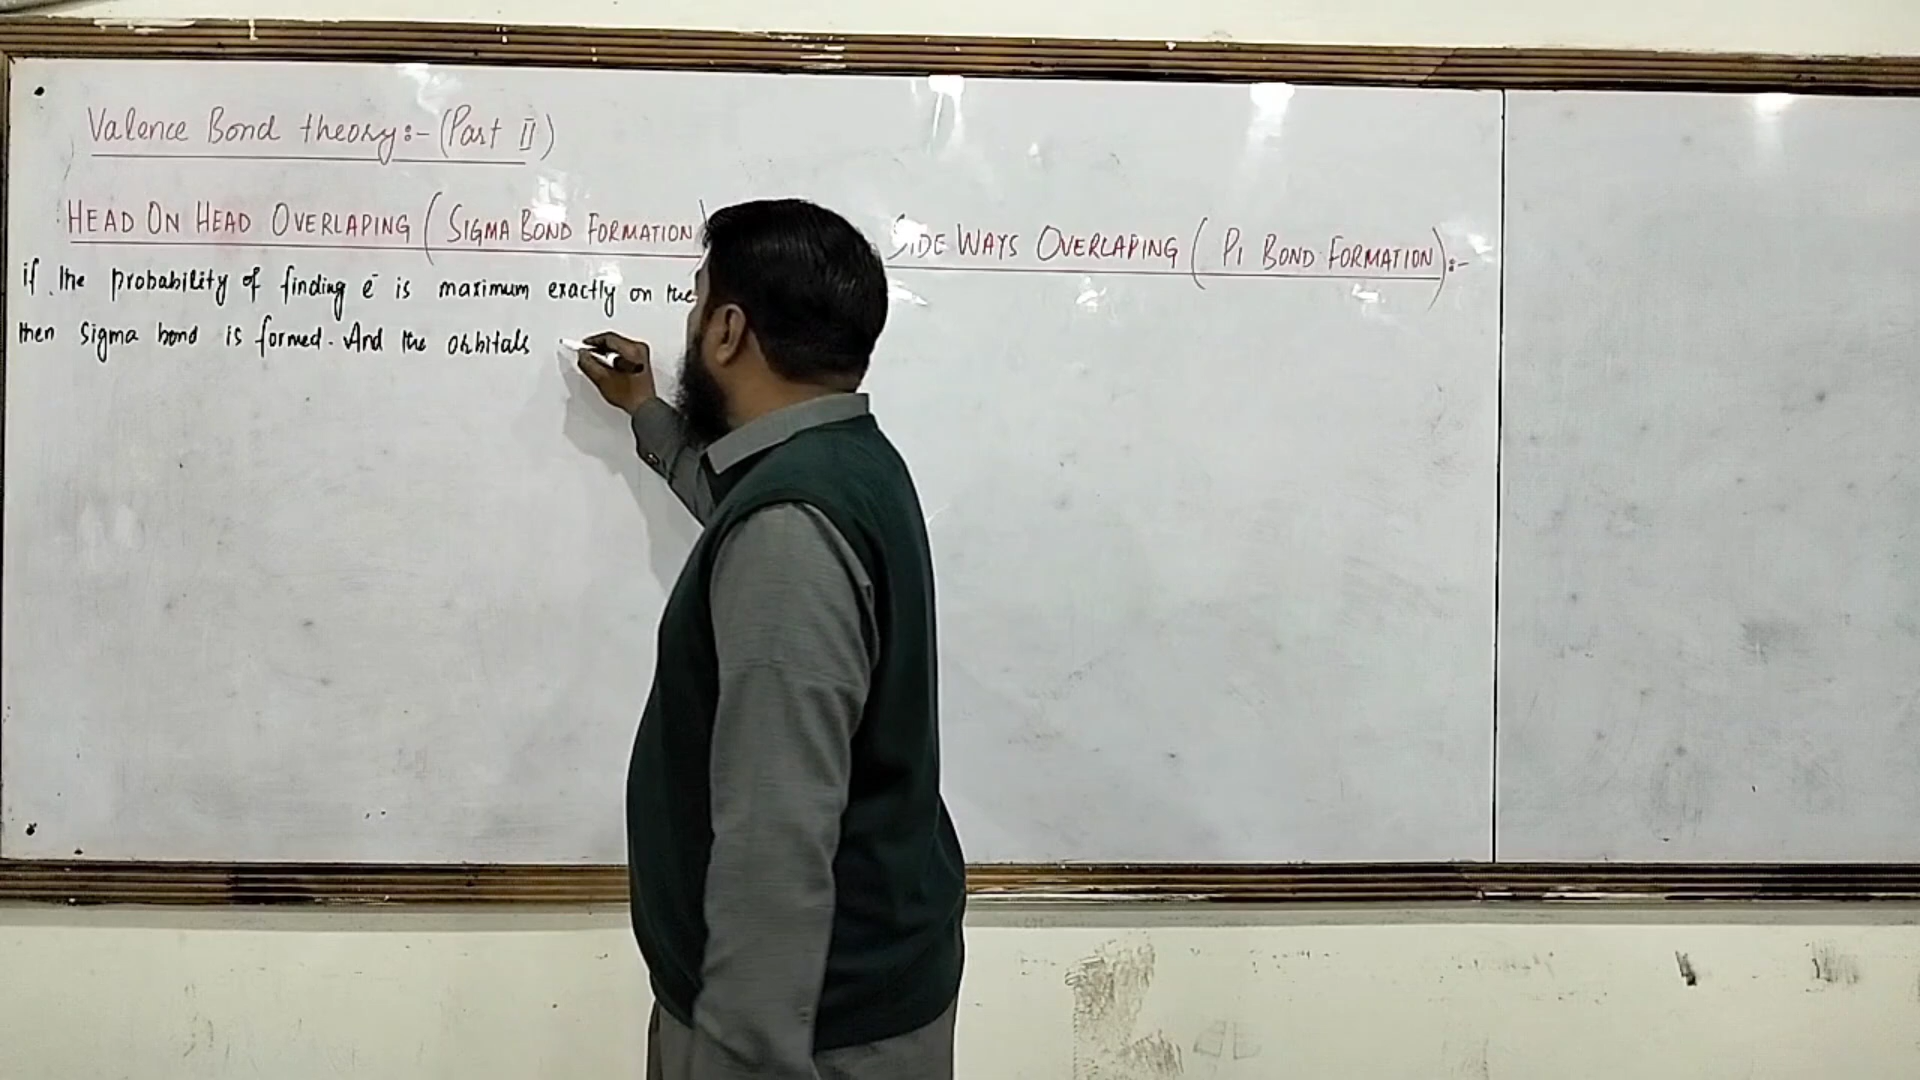 Valence Bond theory:- (Part II)
HEAD ON HEAD OVERLAPING ( SIGMA BOND FORMATION )
SIDE WAYS OVERLAPING ( PI BOND FORMATION ):-
if the probability of finding ē is maximum exactly on the
then sigma bond is formed. And the orbitals